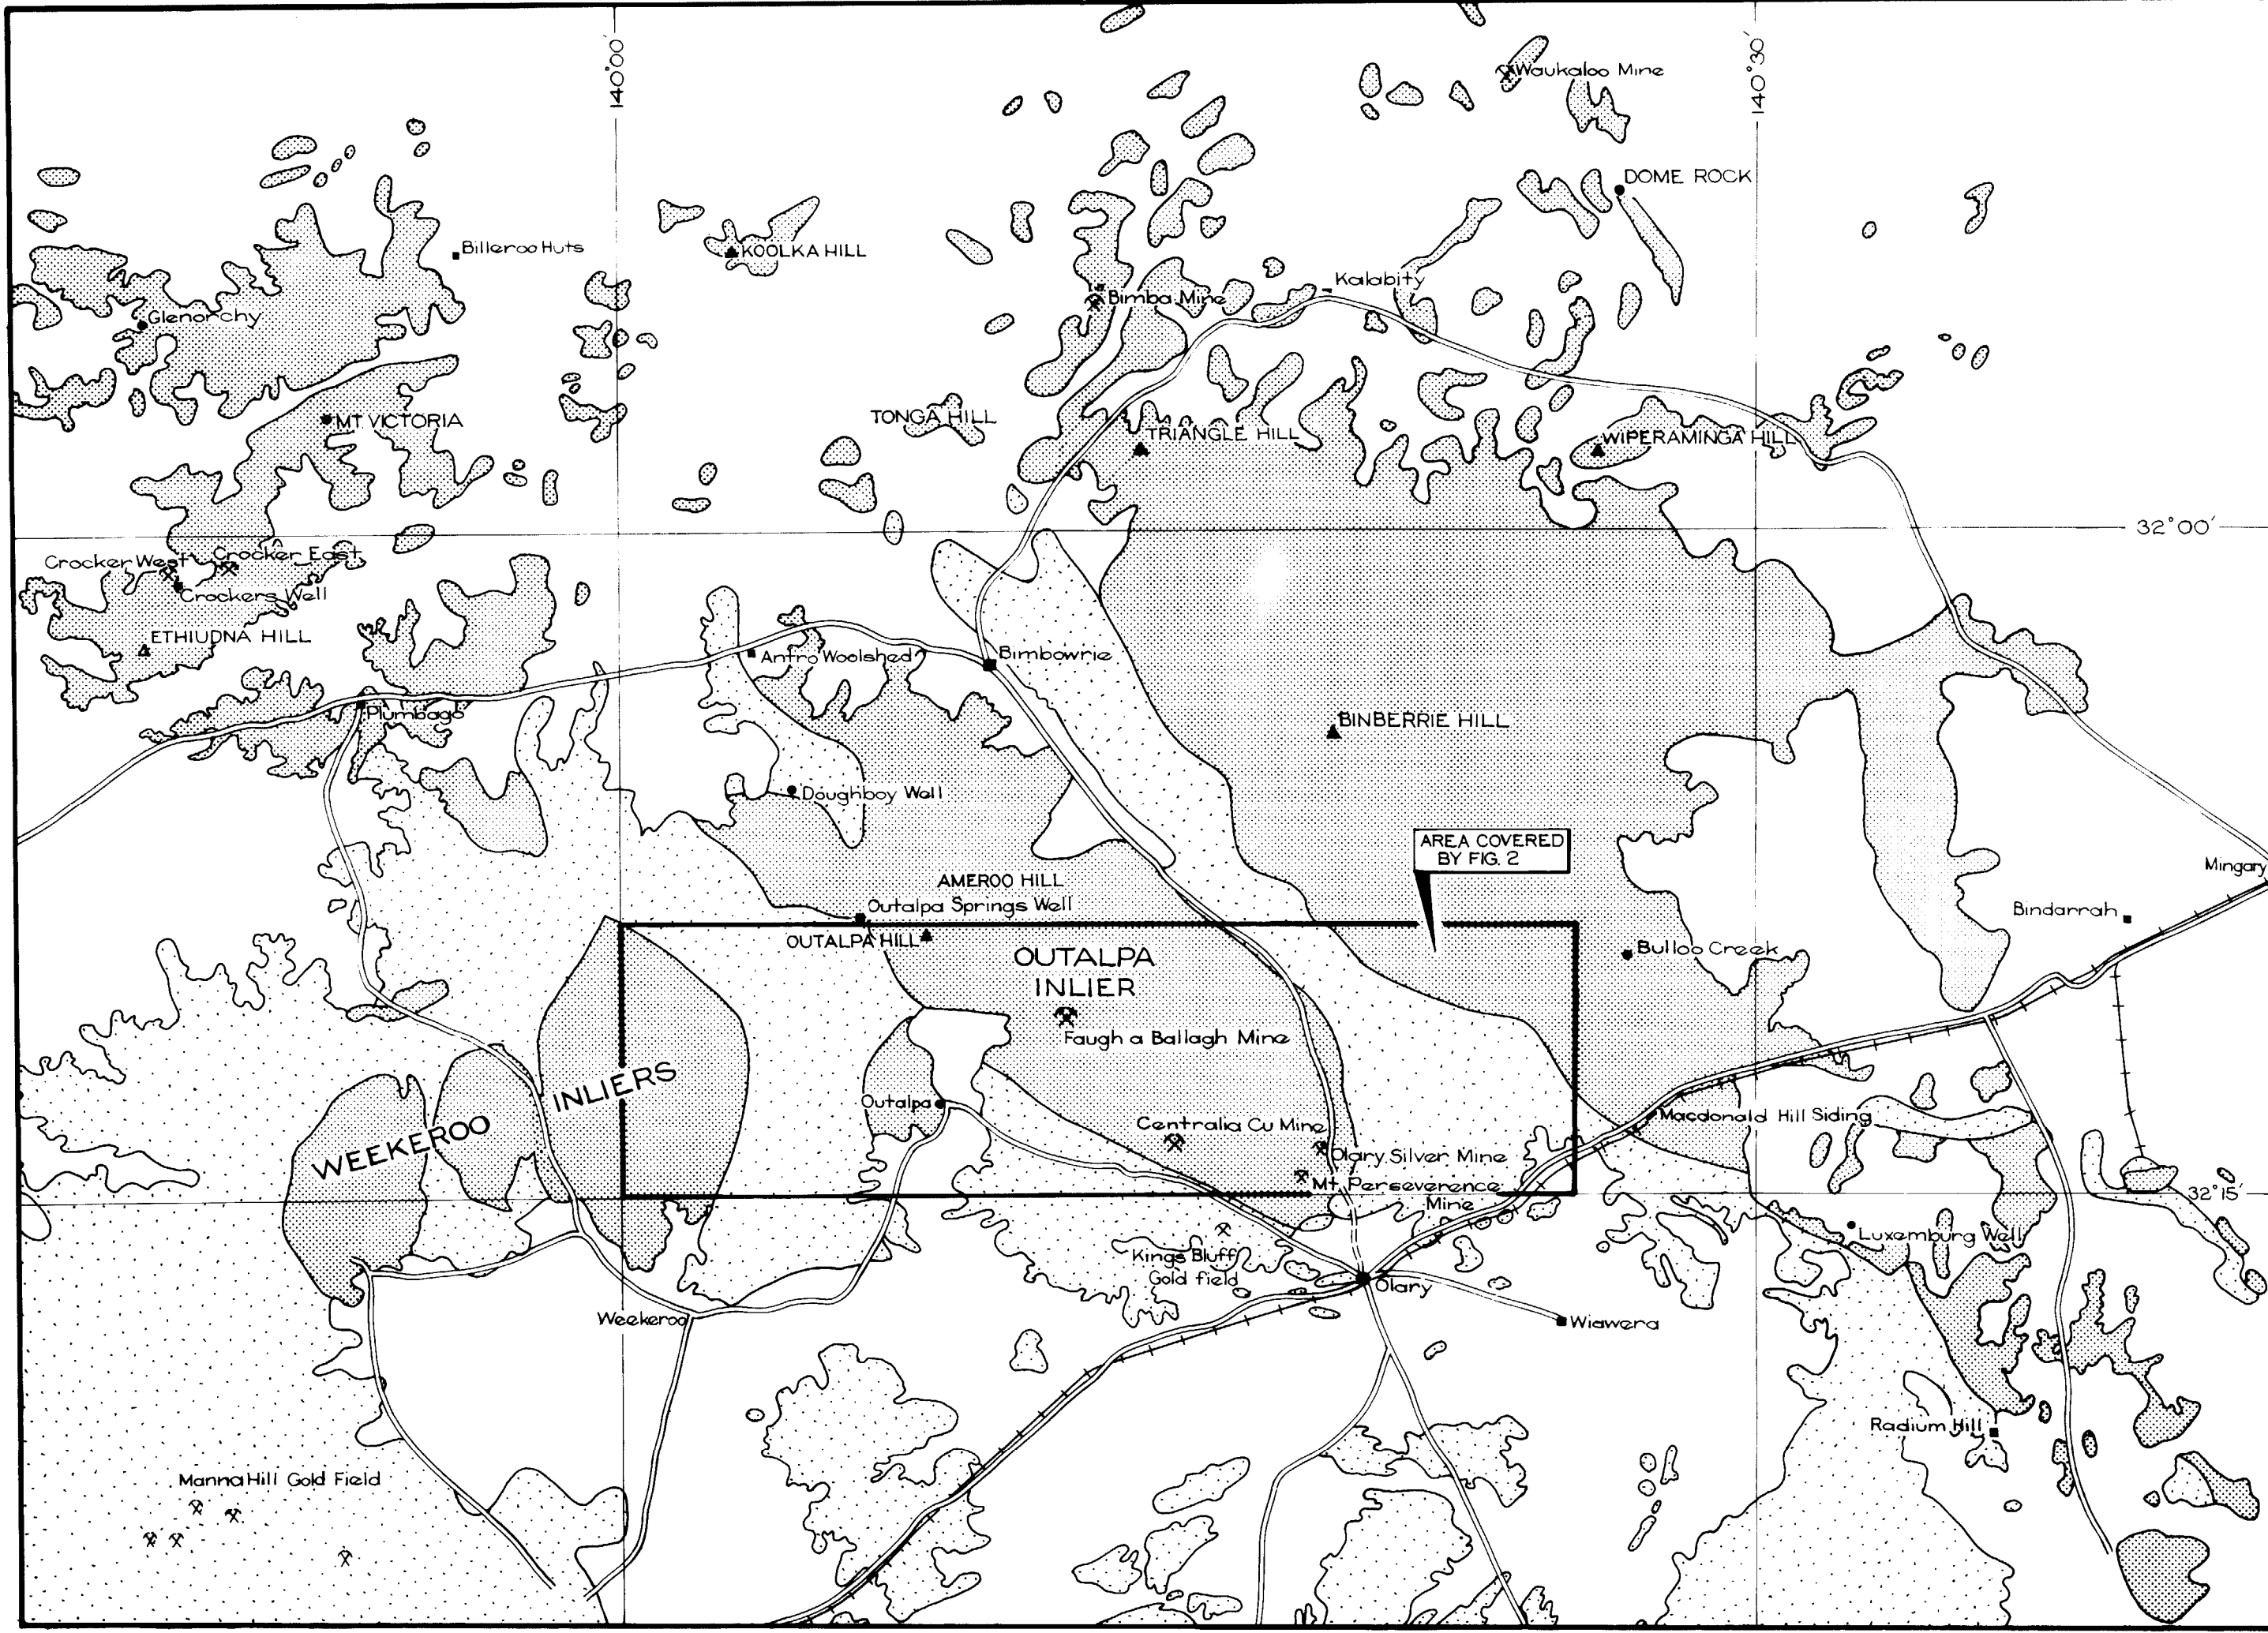 140°00'
140°30'
Waukaloo Mine
DOME ROCK
Billeroo Huts
KOOLKA HILL
Kalabity
Bimba Mine
Glenorchy
MT VICTORIA
TONGA HILL
TRIANGLE HILL
WIPERAMINGA HILL
32°00'
Crocker West
Crocker East
Crockers Well
ETHIUDNA HILL
Antro Woolshed
Bimbowrie
Plumbago
BINBERRIE HILL
Doughboy Well
AREA COVERED
BY FIG. 2
Mingary
AMEROO HILL
Outalpa Springs Well
Bindarrah
OUTALPA HILL
Bulloo Creek
OUTALPA
INLIER
Faugh a Ballagh Mine
WEEKEROO
INLIERS
Outalpa
Centralia Cu Mine
Macdonald Hill Siding
Olary Silver Mine
Mt. Perseverence
Mine
32°15'
Kings Bluff
Gold field
Luxemburg Well
Olary
Weekeroo
Wiawera
Radium Hill
Manna Hill Gold Field